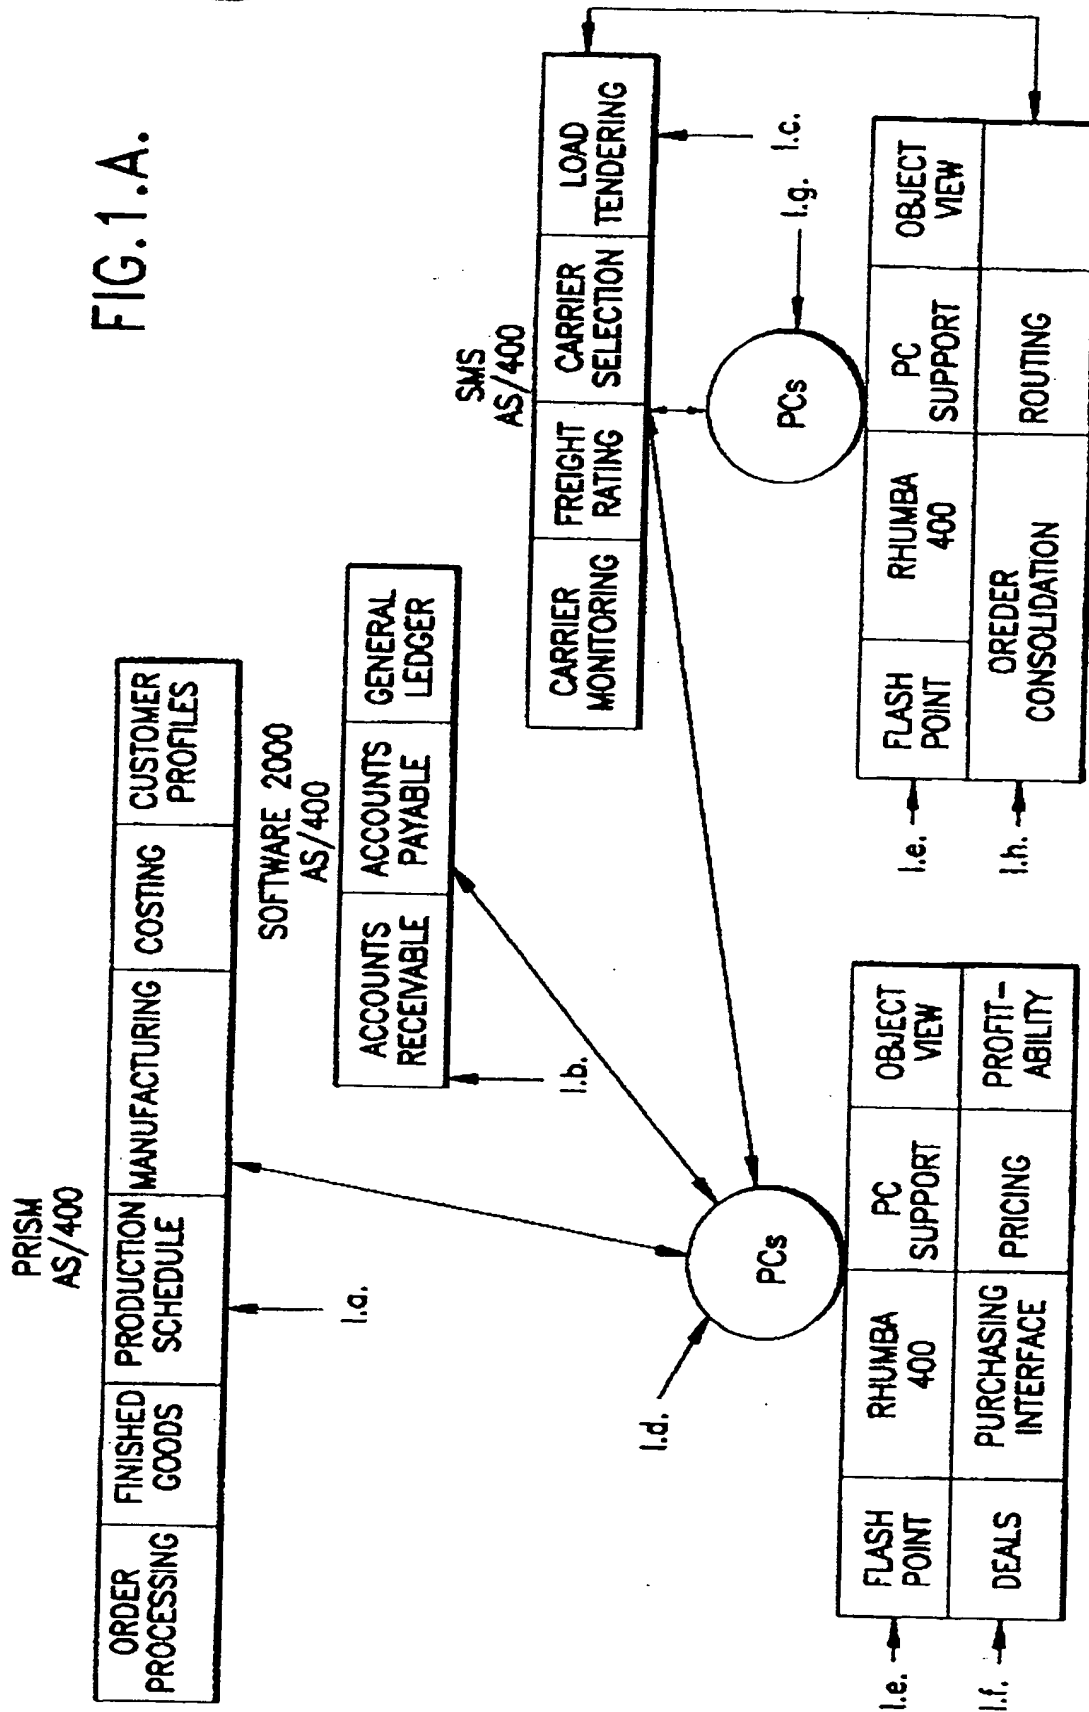 FIG.1.A.
PRISM
AS/400
ORDER
PROCESSING
FINISHED
GOODS
PRODUCTION
SCHEDULE
MANUFACTURING
COSTING
CUSTOMER
PROFILES
I.a.
SOFTWARE 2000
AS/400
ACCOUNTS
RECEIVABLE
ACCOUNTS
PAYABLE
GENERAL
LEDGER
I.b.
SMS
AS/400
CARRIER
MONITORING
FREIGHT
RATING
CARRIER
SELECTION
LOAD
TENDERING
I.c.
I.d.
PCs
I.g.
PCs
I.e.
FLASH
POINT
RHUMBA
400
PC
SUPPORT
OBJECT
VIEW
I.f.
DEALS
PURCHASING
INTERFACE
PRICING
PROFIT-
ABILITY
I.e.
FLASH
POINT
RHUMBA
400
PC
SUPPORT
OBJECT
VIEW
I.h.
OREDER
CONSOLIDATION
ROUTING